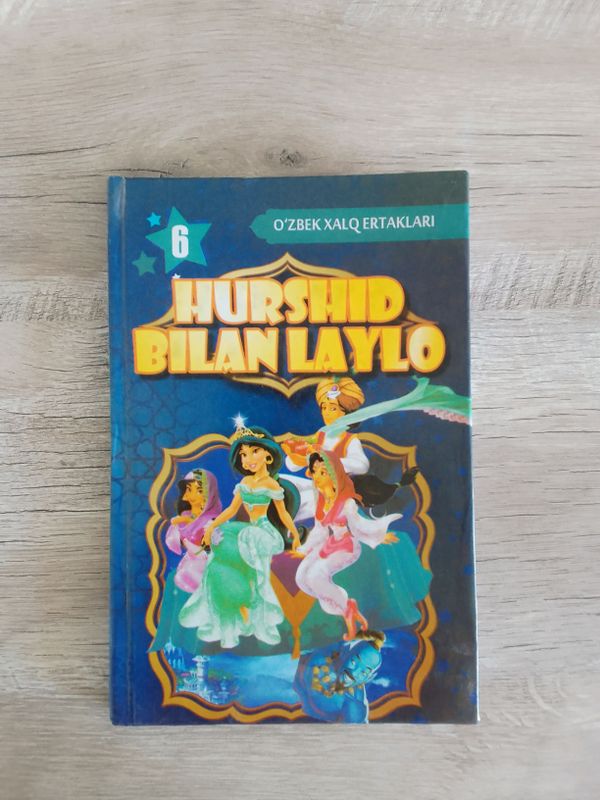 6
O‘ZBEK XALQ ERTAKLARI
HURSHID
BILAN LAYLO